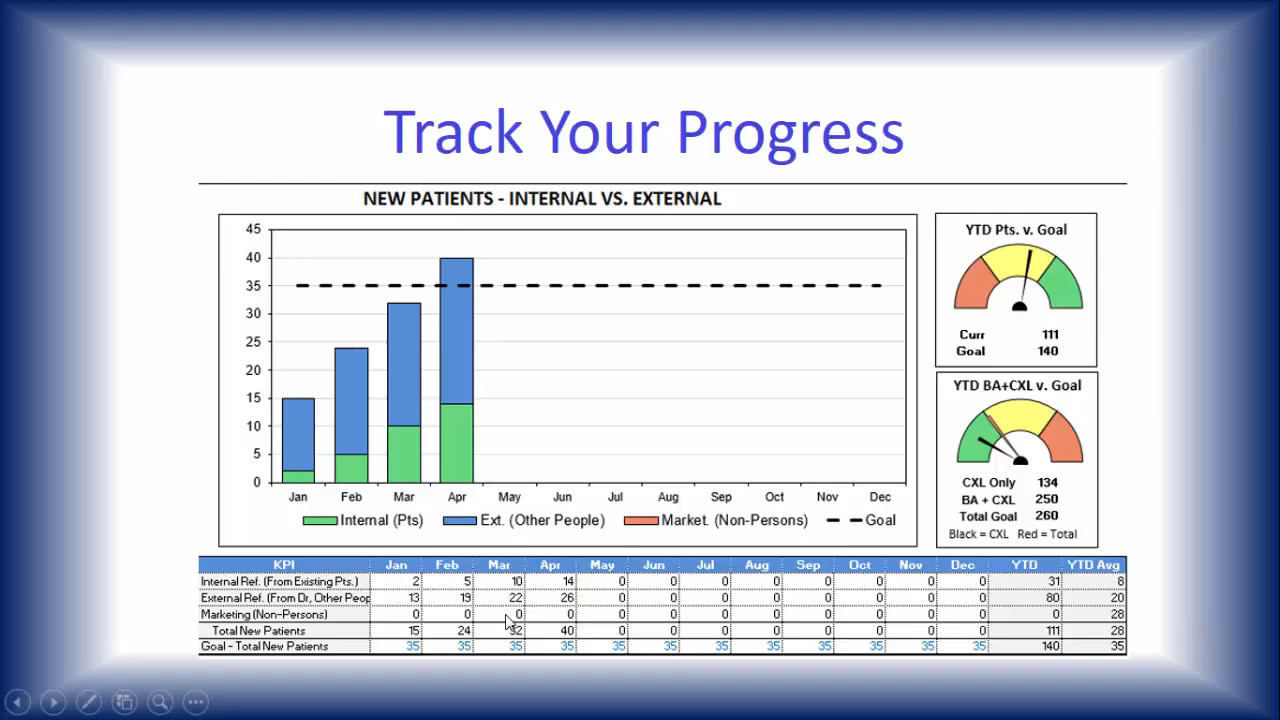 Track Your Progress
NEW PATIENTS - INTERNAL VS. EXTERNAL
45
40
35
30
25
20
15
10
5
0
Jan Feb Mar Apr May Jun Jul Aug Sep Oct Nov Dec
Internal (Pts) Ext. (Other People) Market. (Non-Persons) Goal
YTD Pts. v. Goal
Curr 111
Goal 140
YTD BA+CXL v. Goal
CXL Only 134
BA + CXL 250
Total Goal 260
Black = CXL Red = Total
KPI Jan Feb Mar Apr May Jun Jul Aug Sep Oct Nov Dec YTD YTD Avg
Internal Ref. (From Existing Pts.) 2 5 10 14 0 0 0 0 0 0 0 0 31 8
External Ref. (From Dr, Other Peop 13 19 22 26 0 0 0 0 0 0 0 0 80 20
Marketing (Non-Persons) 0 0 0 0 0 0 0 0 0 0 0 0 0 28
Total New Patients 15 24 32 40 0 0 0 0 0 0 0 0 111 28
Goal - Total New Patients 35 35 35 35 35 35 35 35 35 35 35 35 140 35